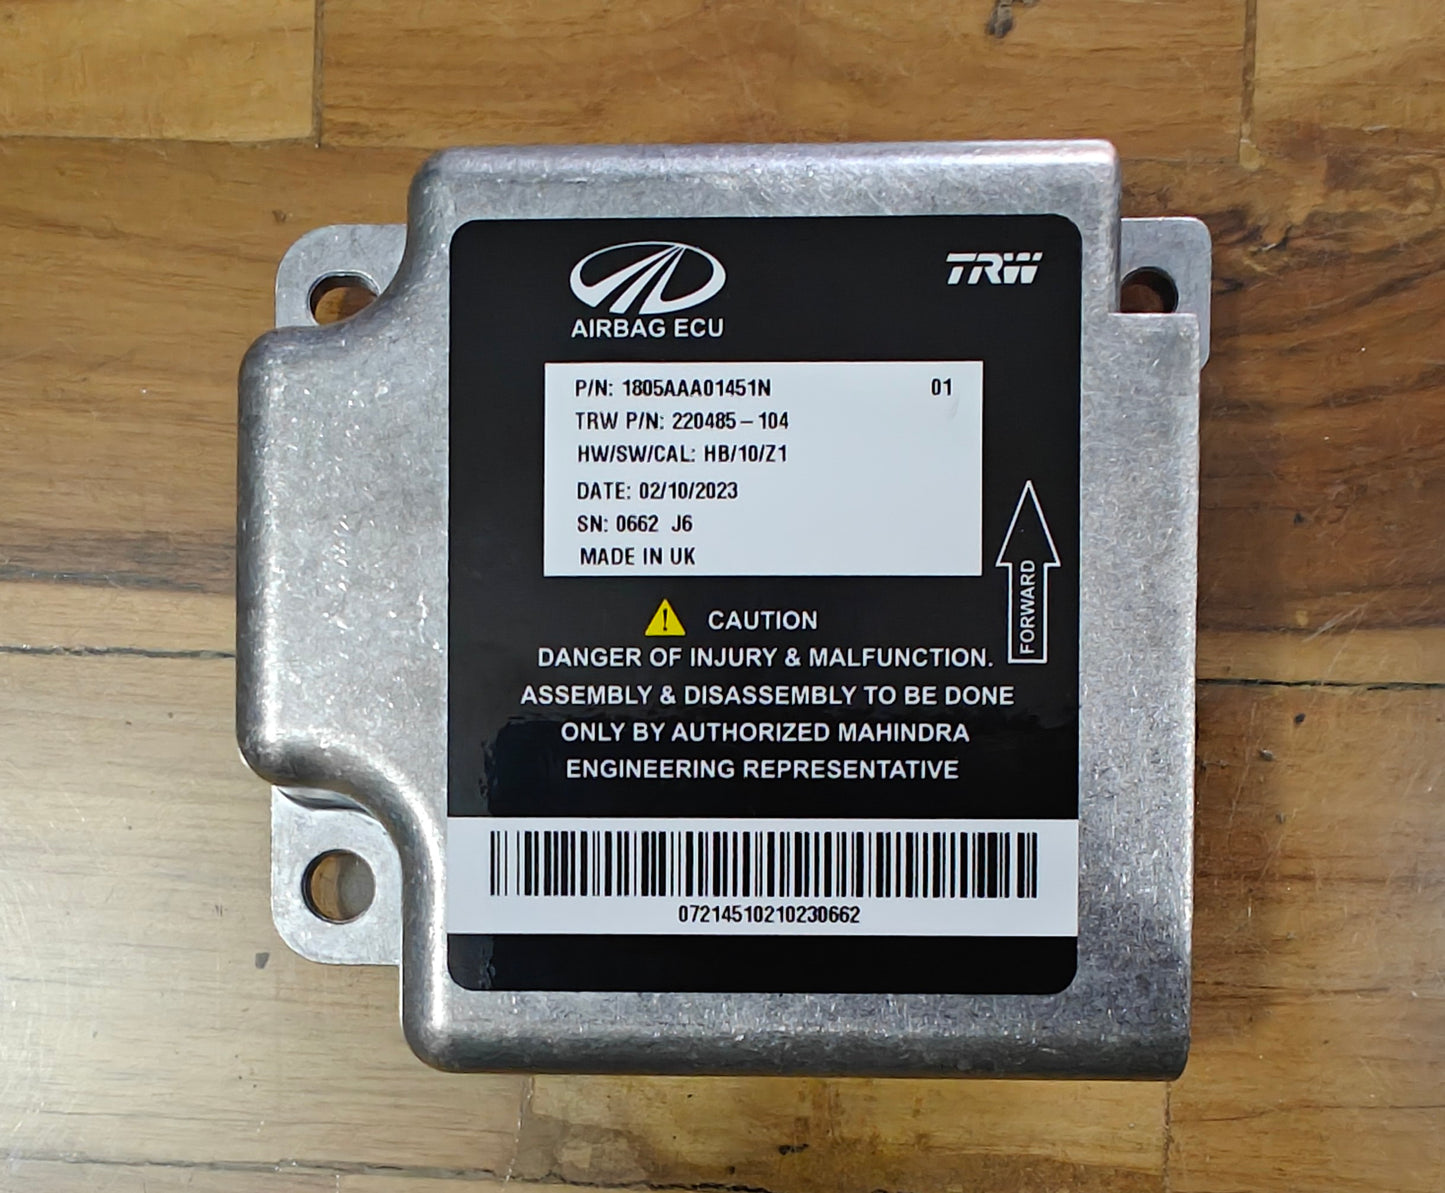 TRW
AIRBAG ECU
P/N: 1805AAA01451N 01
TRW P/N: 220485-104
HW/SW/CAL: HB/10/Z1
DATE: 02/10/2023
SN: 0662 J6
MADE IN UK
FORWARD
CAUTION
DANGER OF INJURY & MALFUNCTION.
ASSEMBLY & DISASSEMBLY TO BE DONE
ONLY BY AUTHORIZED MAHINDRA
ENGINEERING REPRESENTATIVE
07214510210230662